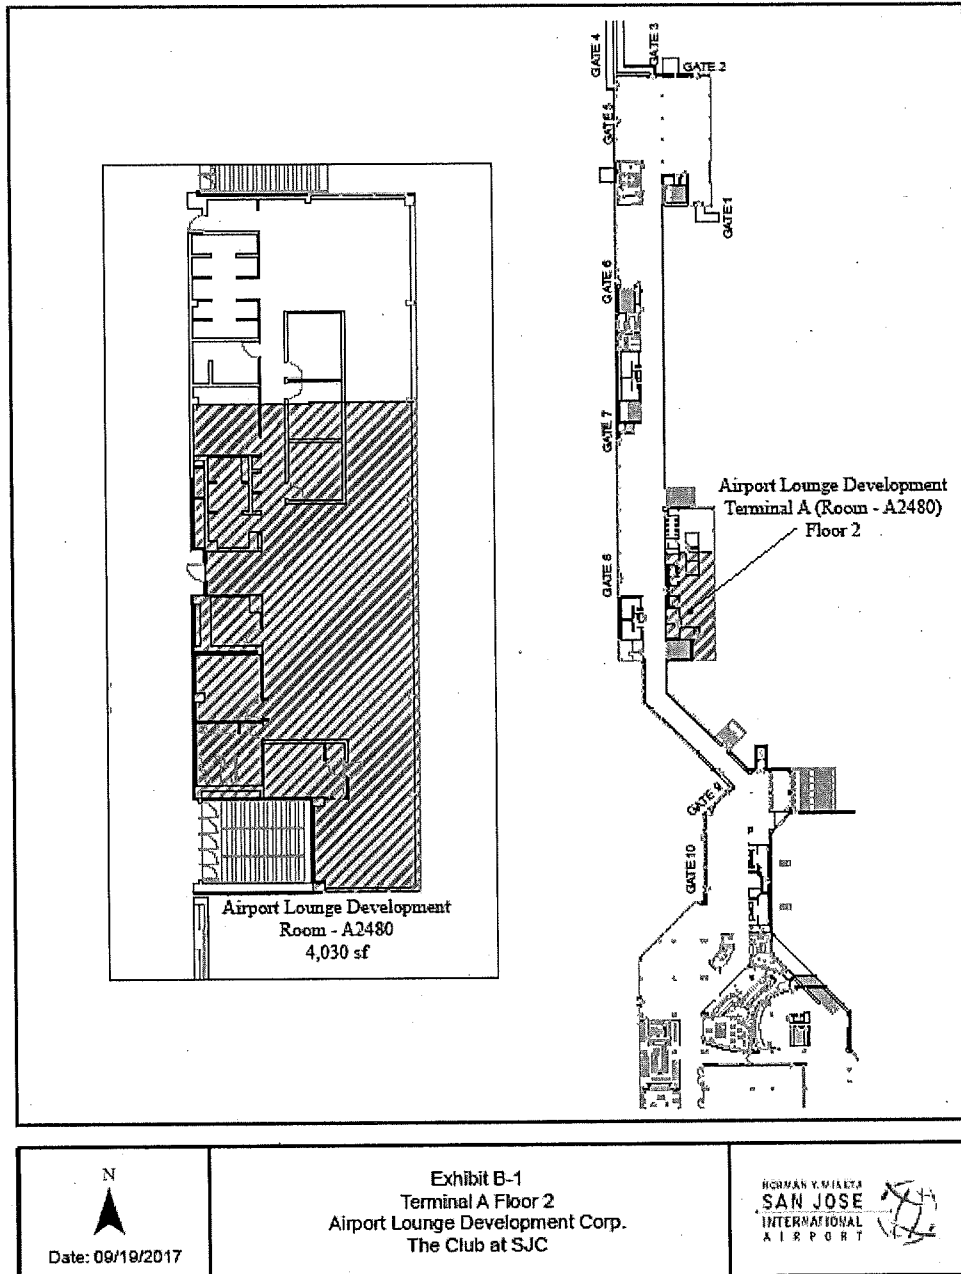 GATE 4
GATE 3
GATE 2
GATE 5
GATE 1
GATE 6
GATE 7
Airport Lounge Development
Terminal A (Room - A2480)
Floor 2
GATE 8
GATE 9
GATE 10
Airport Lounge Development
Room - A2480
4,030 sf
N
Date: 09/19/2017
Exhibit B-1
Terminal A Floor 2
Airport Lounge Development Corp.
The Club at SJC
NORMAN Y. MINETA
SAN JOSE
INTERNATIONAL
AIRPORT